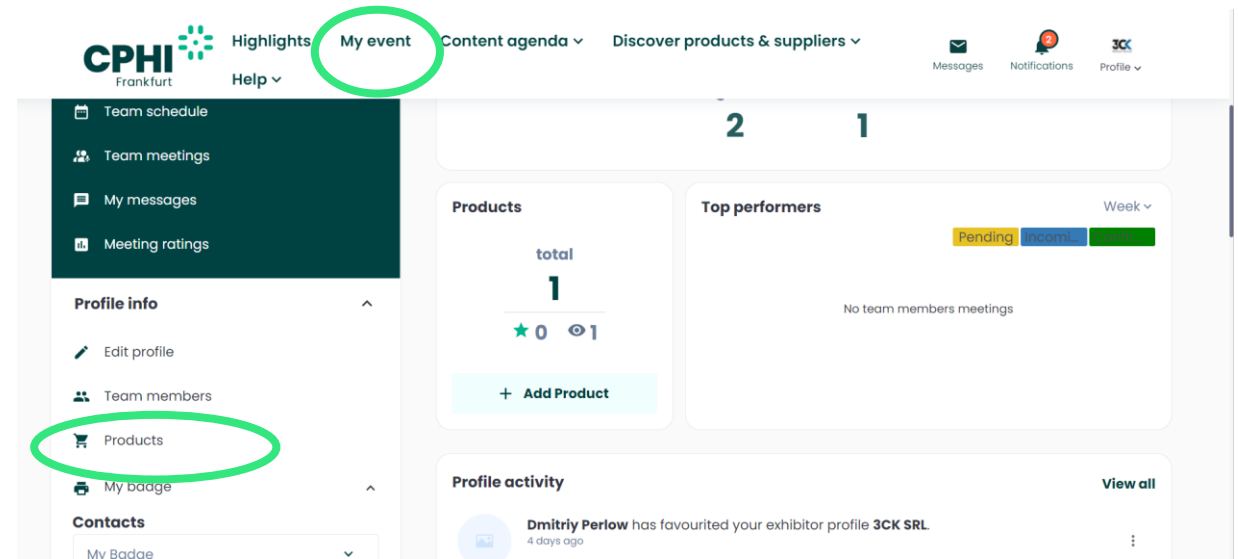 CPHI
Frankfurt
Highlights
My event
Content agenda
Discover products & suppliers
Help
Messages
2
Notifications
3CK
Profile
Team schedule
Team meetings
My messages
Meeting ratings
Profile info
Edit profile
Team members
Products
My badge
Contacts
My Badge
2 1
Products
total
1
0 1
+ Add Product
Top performers
Week
Pending
incomi...
No team members meetings
Profile activity
View all
Dmitriy Perlow has favourited your exhibitor profile 3CK SRL.
4 days ago